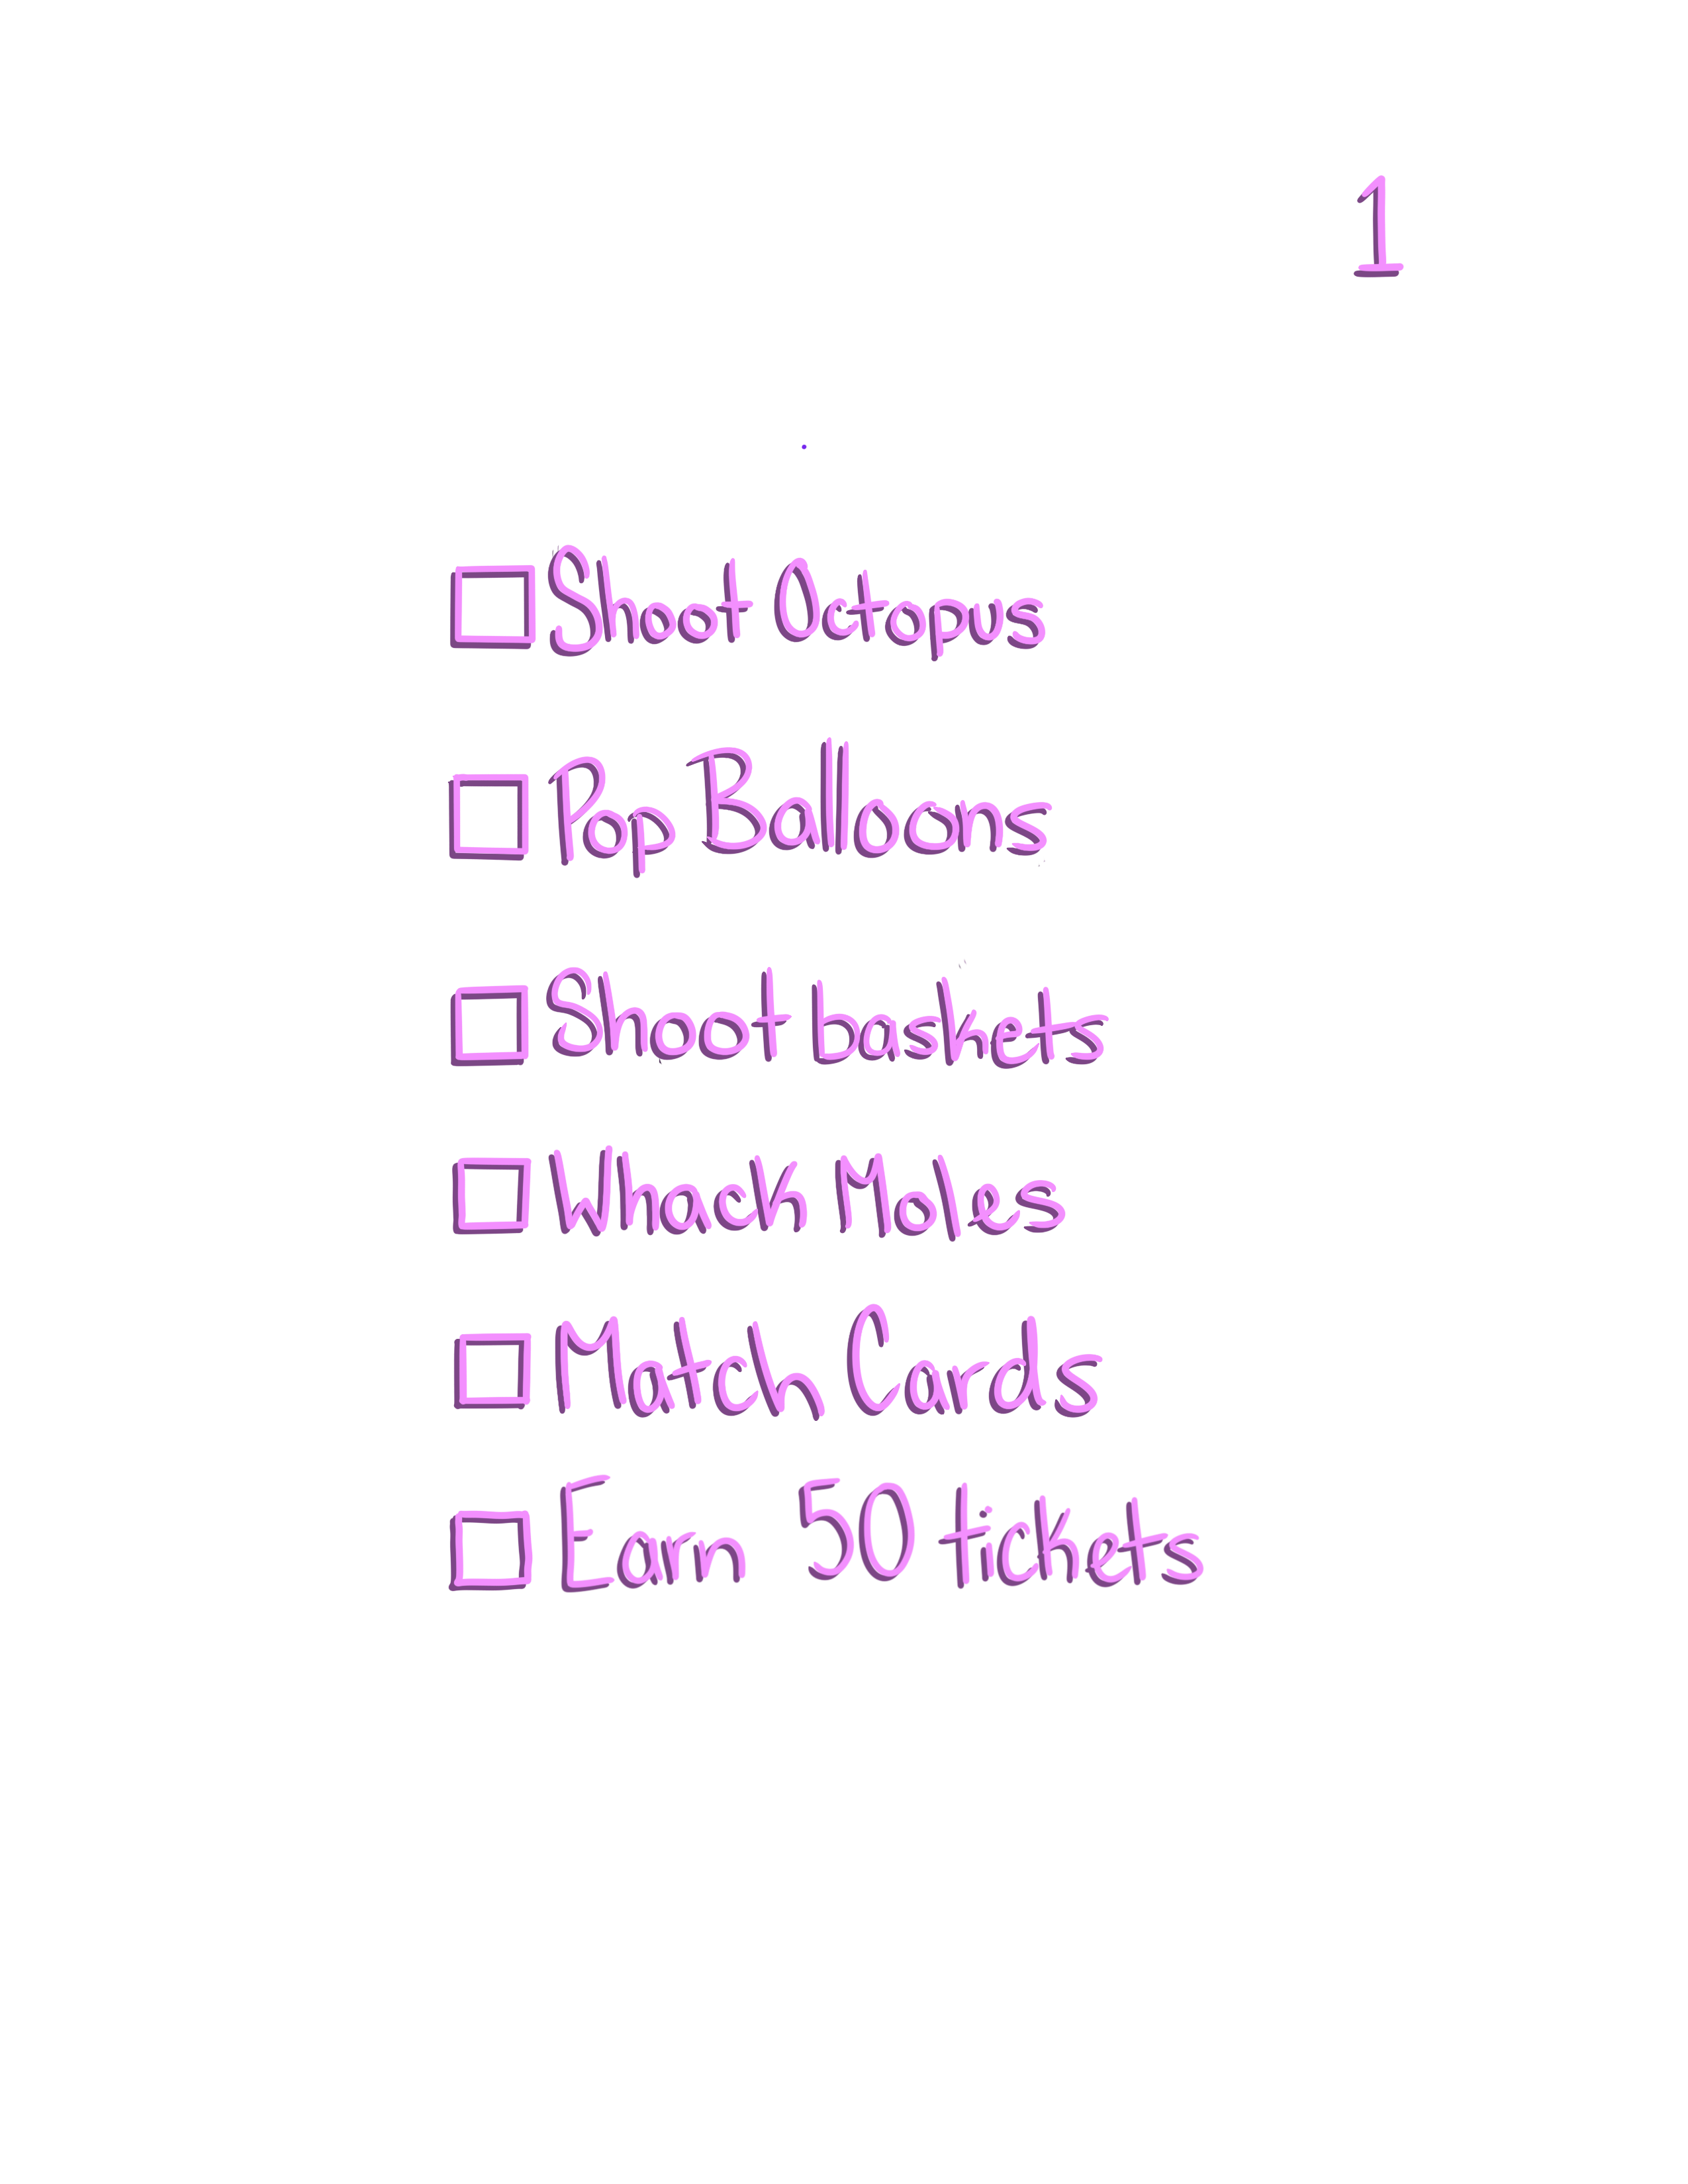 1
Shoot Octopus
Pop Balloons
Shoot baskets
Whack Moles
Match Cards
Earn 50 tickets